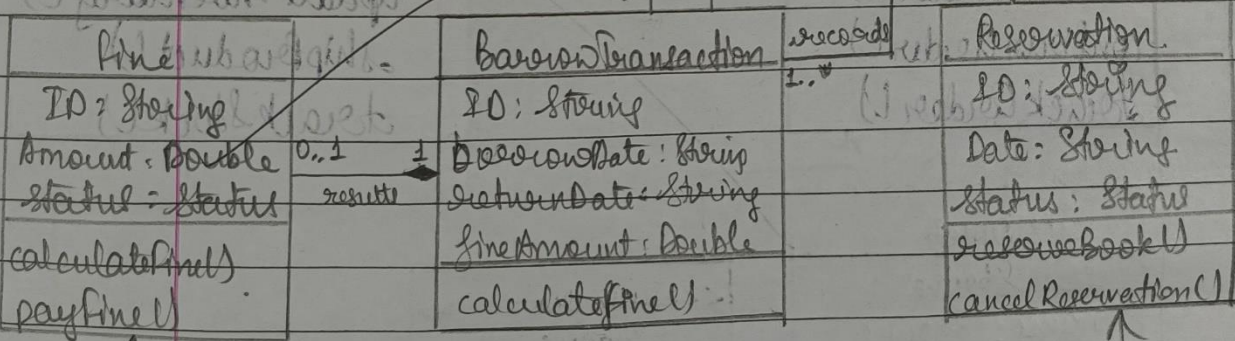 Fine
ID: String
Amount: Double
Status: Status
calculateFine()
payFine()
0..1
1
results
BorrowTransaction
ID: String
borrowDate: String
returnDate: String
fineAmount: Double
calculateFine()
records
1..*
Reservation
ID: String
Date: String
Status: Status
reserveBook()
cancelReservation()